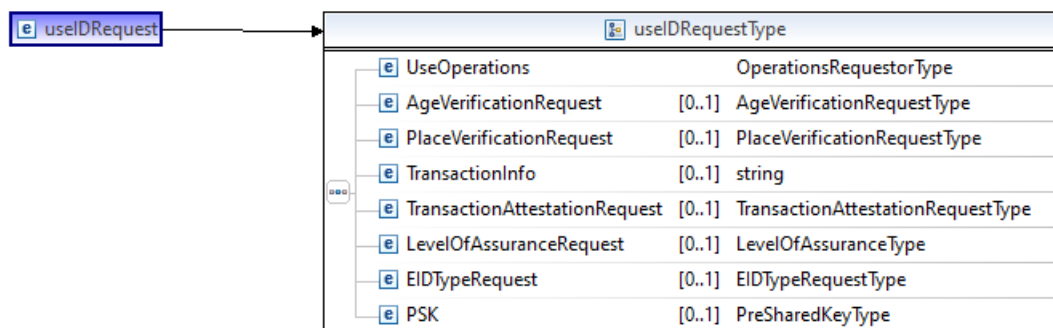 e useIDRequest
useIDRequestType
e UseOperations OperationsRequestorType
e AgeVerificationRequest [0..1] AgeVerificationRequestType
e PlaceVerificationRequest [0..1] PlaceVerificationRequestType
e TransactionInfo [0..1] string
e TransactionAttestationRequest [0..1] TransactionAttestationRequestType
e LevelOfAssuranceRequest [0..1] LevelOfAssuranceType
e EIDTypeRequest [0..1] EIDTypeRequestType
e PSK [0..1] PreSharedKeyType